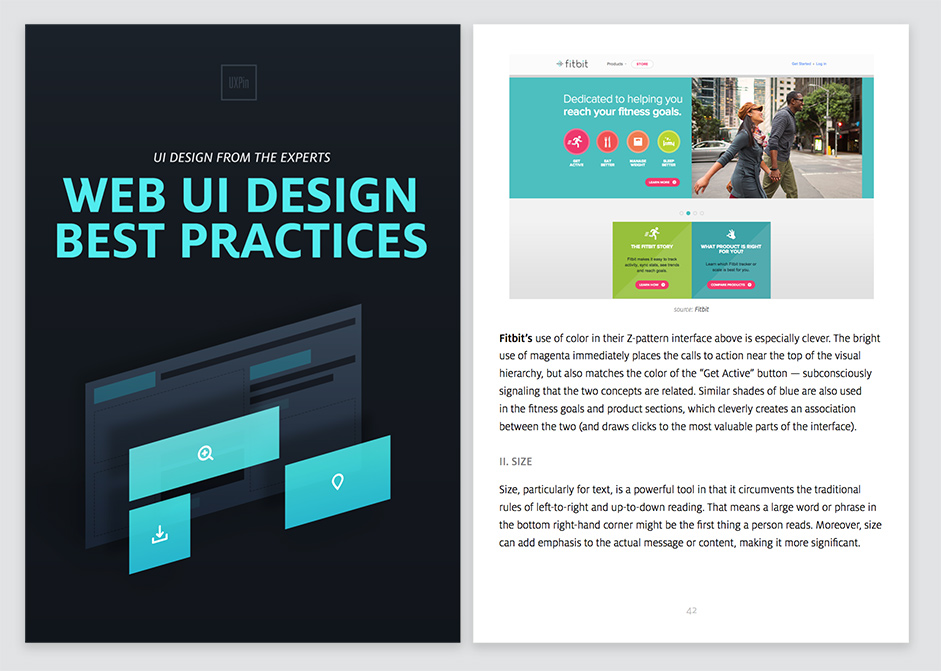 UXPin
UI DESIGN FROM THE EXPERTS
WEB UI DESIGN
BEST PRACTICES
fitbit
Products
STORE
Get Started
Log In
Dedicated to helping you
reach your fitness goals.
GET
ACTIVE
EAT
BETTER
MANAGE
WEIGHT
SLEEP
BETTER
LEARN MORE
THE FITBIT STORY
Fitbit makes it easy to track
activity, sync stats, see trends
and reach goals.
LEARN HOW
WHAT PRODUCT IS RIGHT
FOR YOU?
Learn which Fitbit tracker or
scale is best for you.
COMPARE PRODUCTS
source: Fitbit
Fitbit’s use of color in their Z-pattern interface above is especially clever. The bright
use of magenta immediately places the calls to action near the top of the visual
hierarchy, but also matches the color of the “Get Active” button — subconsciously
signaling that the two concepts are related. Similar shades of blue are also used
in the fitness goals and product sections, which cleverly creates an association
between the two (and draws clicks to the most valuable parts of the interface).
II. SIZE
Size, particularly for text, is a powerful tool in that it circumvents the traditional
rules of left-to-right and up-to-down reading. That means a large word or phrase in
the bottom right-hand corner might be the first thing a person reads. Moreover, size
can add emphasis to the actual message or content, making it more significant.
42